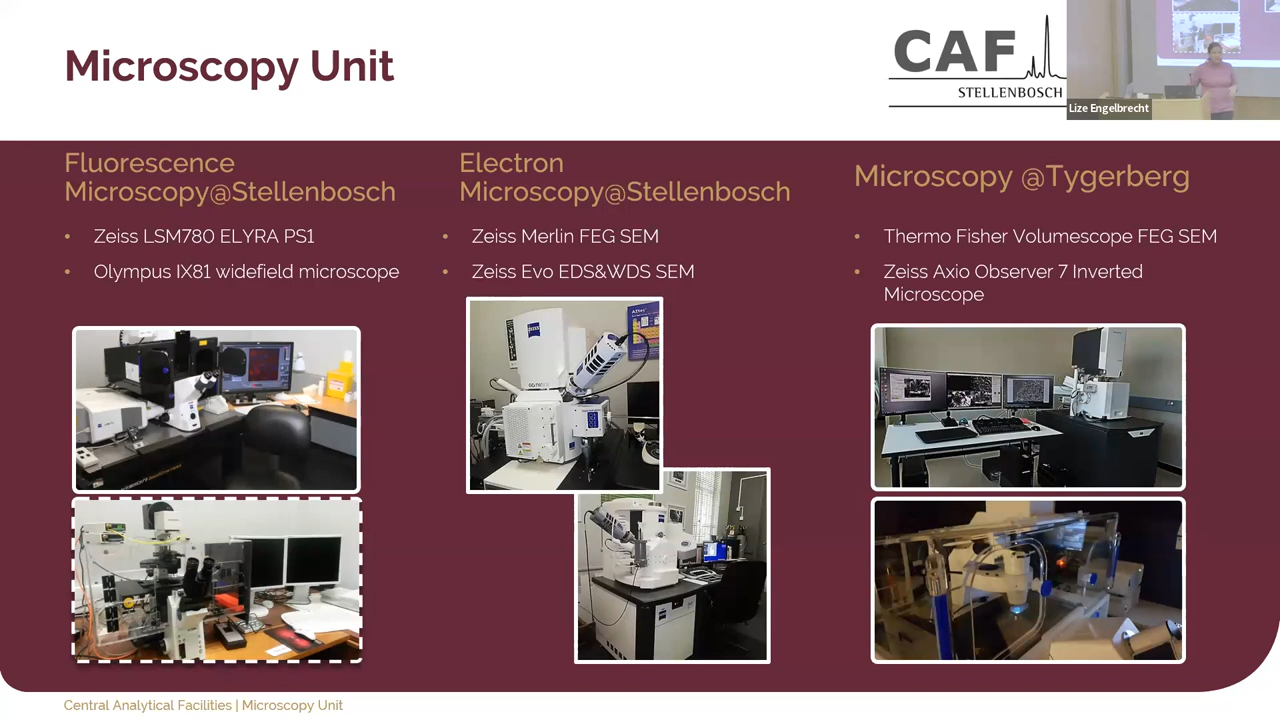 Microscopy Unit
CAF
STELLENBOSCH
Lize Engelbrecht
Fluorescence
Microscopy@Stellenbosch
• Zeiss LSM780 ELYRA PS1
• Olympus IX81 widefield microscope
Electron
Microscopy@Stellenbosch
• Zeiss Merlin FEG SEM
• Zeiss Evo EDS&WDS SEM
Microscopy @Tygerberg
• Thermo Fisher Volumescope FEG SEM
• Zeiss Axio Observer 7 Inverted
Microscope
Central Analytical Facilities | Microscopy Unit